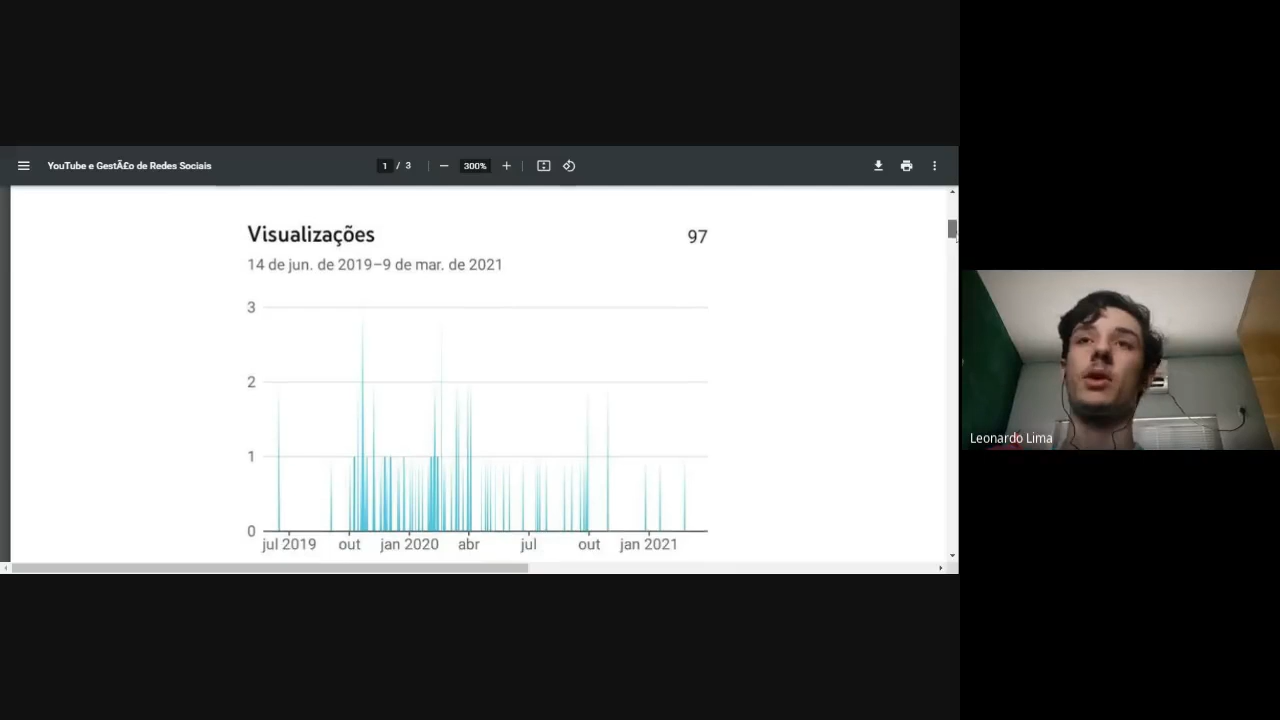 YouTube e GestÃ£o de Redes Sociais
1 / 3
300%
Visualizações
97
14 de jun. de 2019–9 de mar. de 2021
3
2
1
0
jul 2019 out jan 2020 abr jul out jan 2021
Leonardo Lima